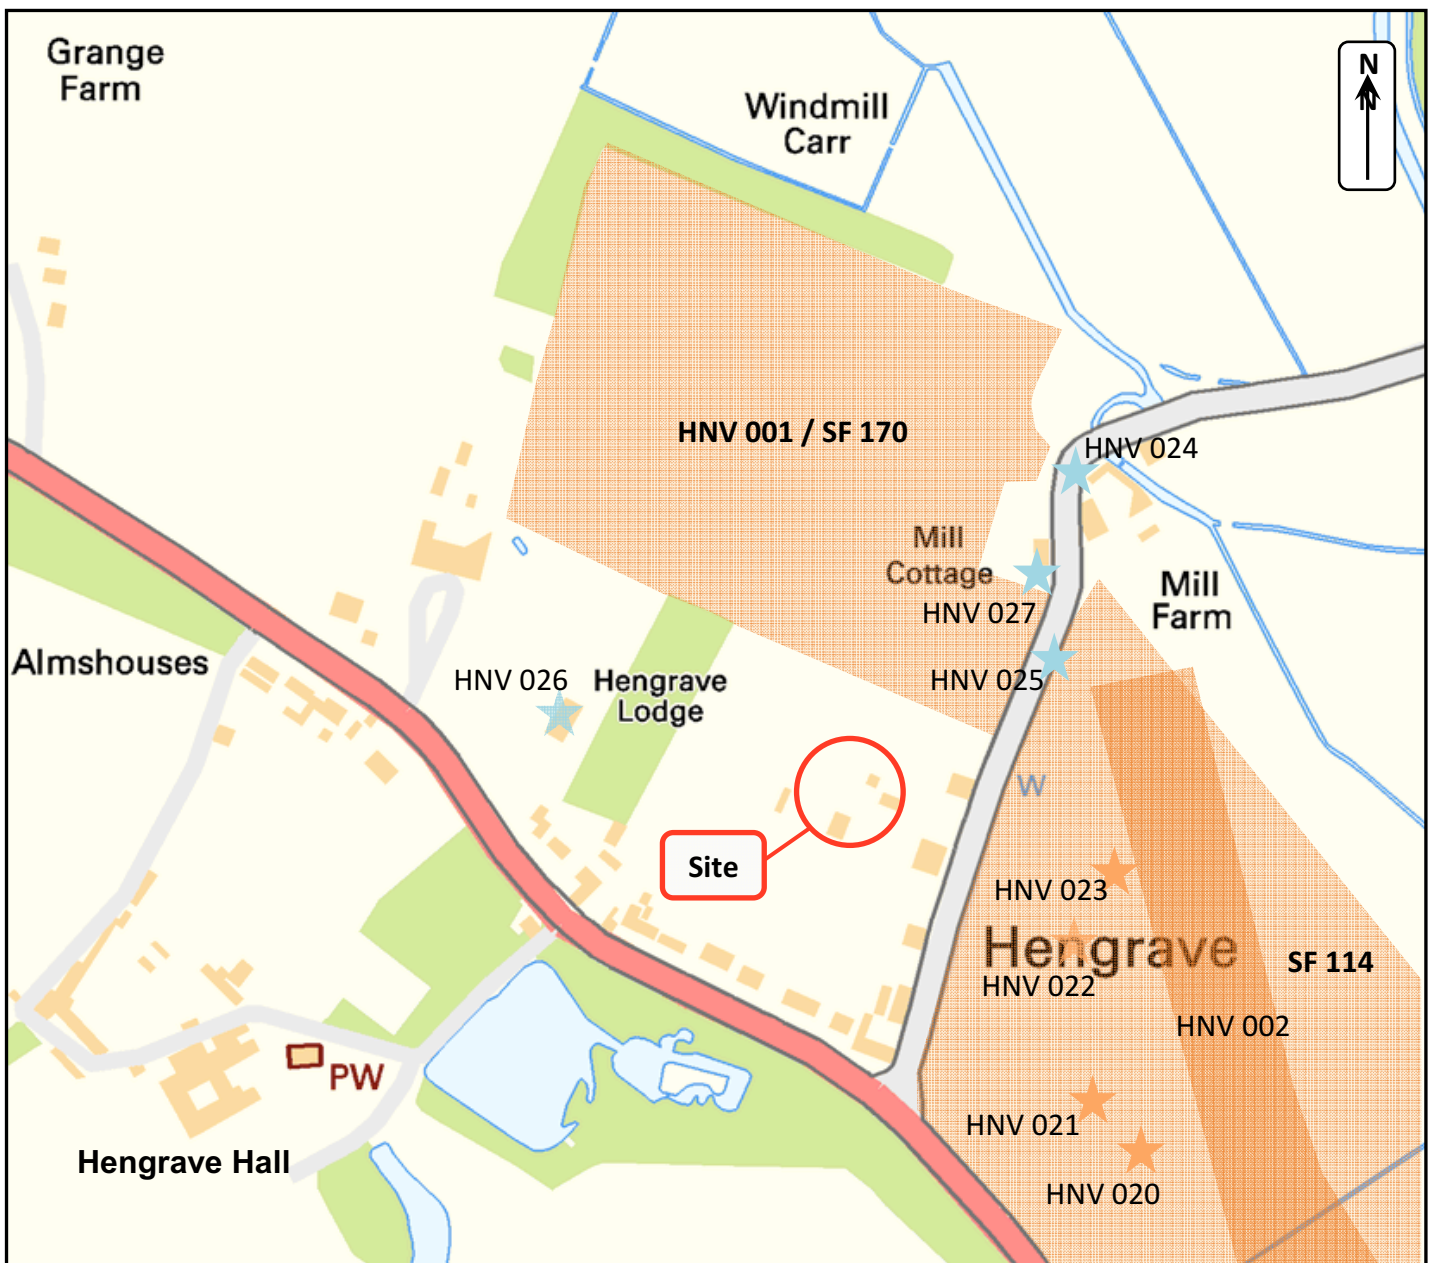 Grange
Farm
Windmill
Carr
N
N
HNV 001 / SF 170
HNV 024
Mill
Cottage
Mill
Farm
HNV 027
Almshouses
HNV 026
Hengrave
Lodge
HNV 025
W
Site
HNV 023
Hengrave
SF 114
HNV 022
HNV 002
PW
HNV 021
Hengrave Hall
HNV 020